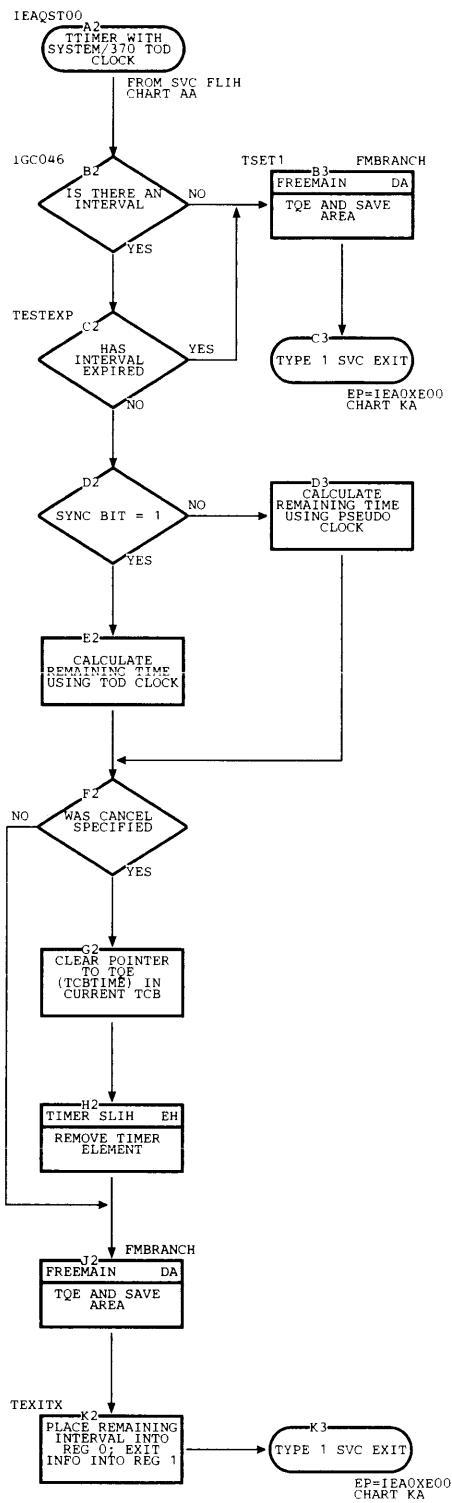 IEAQST00
A2
TTIMER WITH
SYSTEM/370 TOD
CLOCK
FROM SVC FLIH
CHART AA
IGC046
B2
IS THERE AN
INTERVAL
NO
YES
TSET1
B3
FMBRANCH
FREEMAIN DA
TQE AND SAVE
AREA
TESTEXP
C2
HAS
INTERVAL
EXPIRED
YES
NO
C3
TYPE 1 SVC EXIT
EP=IEA0XE00
CHART KA
D2
SYNC BIT = 1
NO
YES
D3
CALCULATE
REMAINING TIME
USING PSEUDO
CLOCK
E2
CALCULATE
REMAINING TIME
USING TOD CLOCK
F2
NO
WAS CANCEL
SPECIFIED
YES
G2
CLEAR POINTER
TO TQE
(TCBTIME) IN
CURRENT TCB
H2
TIMER SLIH EH
REMOVE TIMER
ELEMENT
FMBRANCH
J2
FREEMAIN DA
TQE AND SAVE
AREA
TEXITX
K2
PLACE REMAINING
INTERVAL INTO
REG 0; EXIT
INFO INTO REG 1
K3
TYPE 1 SVC EXIT
EP=IEA0XE00
CHART KA